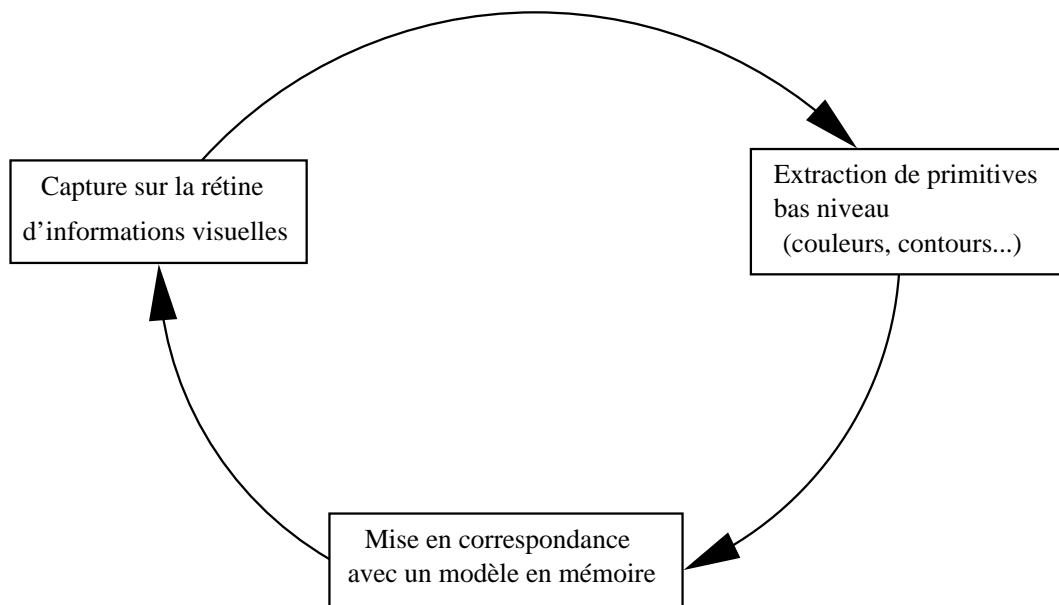 Capture sur la rétine
d’informations visuelles
Extraction de primitives
bas niveau
(couleurs, contours...)
Mise en correspondance
avec un modèle en mémoire